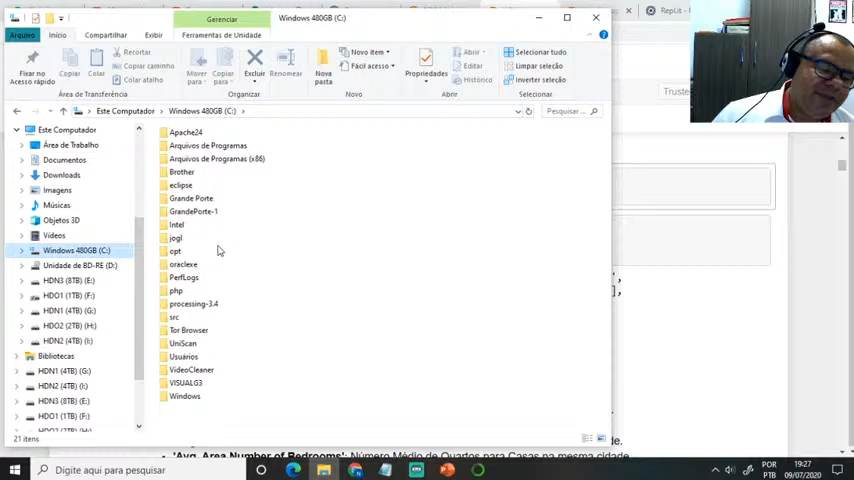 Gerenciar
Windows 480GB (C:)
Replit
Arquivo
Início
Compartilhar
Exibir
Ferramentas de Unidade
Fixar no
Acesso rápido
Copiar
Colar
Recortar
Copiar caminho
Colar atalho
Área de Transferência
Mover
para
Copiar
para
Excluir
Renomear
Organizar
Nova
pasta
Novo item
Fácil acesso
Novo
Propriedades
Abrir
Editar
Histórico
Abrir
Selecionar tudo
Limpar seleção
Inverter seleção
Selecionar
Truste
Este Computador > Windows 480GB (C:) >
Pesquisar ...
Este Computador
Área de Trabalho
Documentos
Downloads
Imagens
Músicas
Objetos 3D
Vídeos
Windows 480GB (C:)
Unidade de BD-RE (D:)
HDN3 (8TB) (E:)
HDO1 (1TB) (F:)
HDN1 (4TB) (G:)
HDO2 (2TB) (H:)
HDN2 (4TB) (I:)
Bibliotecas
HDN1 (4TB) (G:)
HDN2 (4TB) (I:)
HDN3 (8TB) (E:)
HDO1 (1TB) (F:)
HDO2 (2TB) (H:)
Apache24
Arquivos de Programas
Arquivos de Programas (x86)
Brother
eclipse
Grande Porte
GrandePorte-1
Intel
jogl
opt
oraclexe
PerfLogs
php
processing-3.4
src
Tor Browser
UniScan
Usuários
VideoCleaner
VISUALG3
Windows
21 itens
',
],
de.
'Avg. Area Number of Bedrooms': Número Médio de Quartos para Casas na mesma cidade
Digite aqui para pesquisar
POR
PTB
19:27
09/07/2020